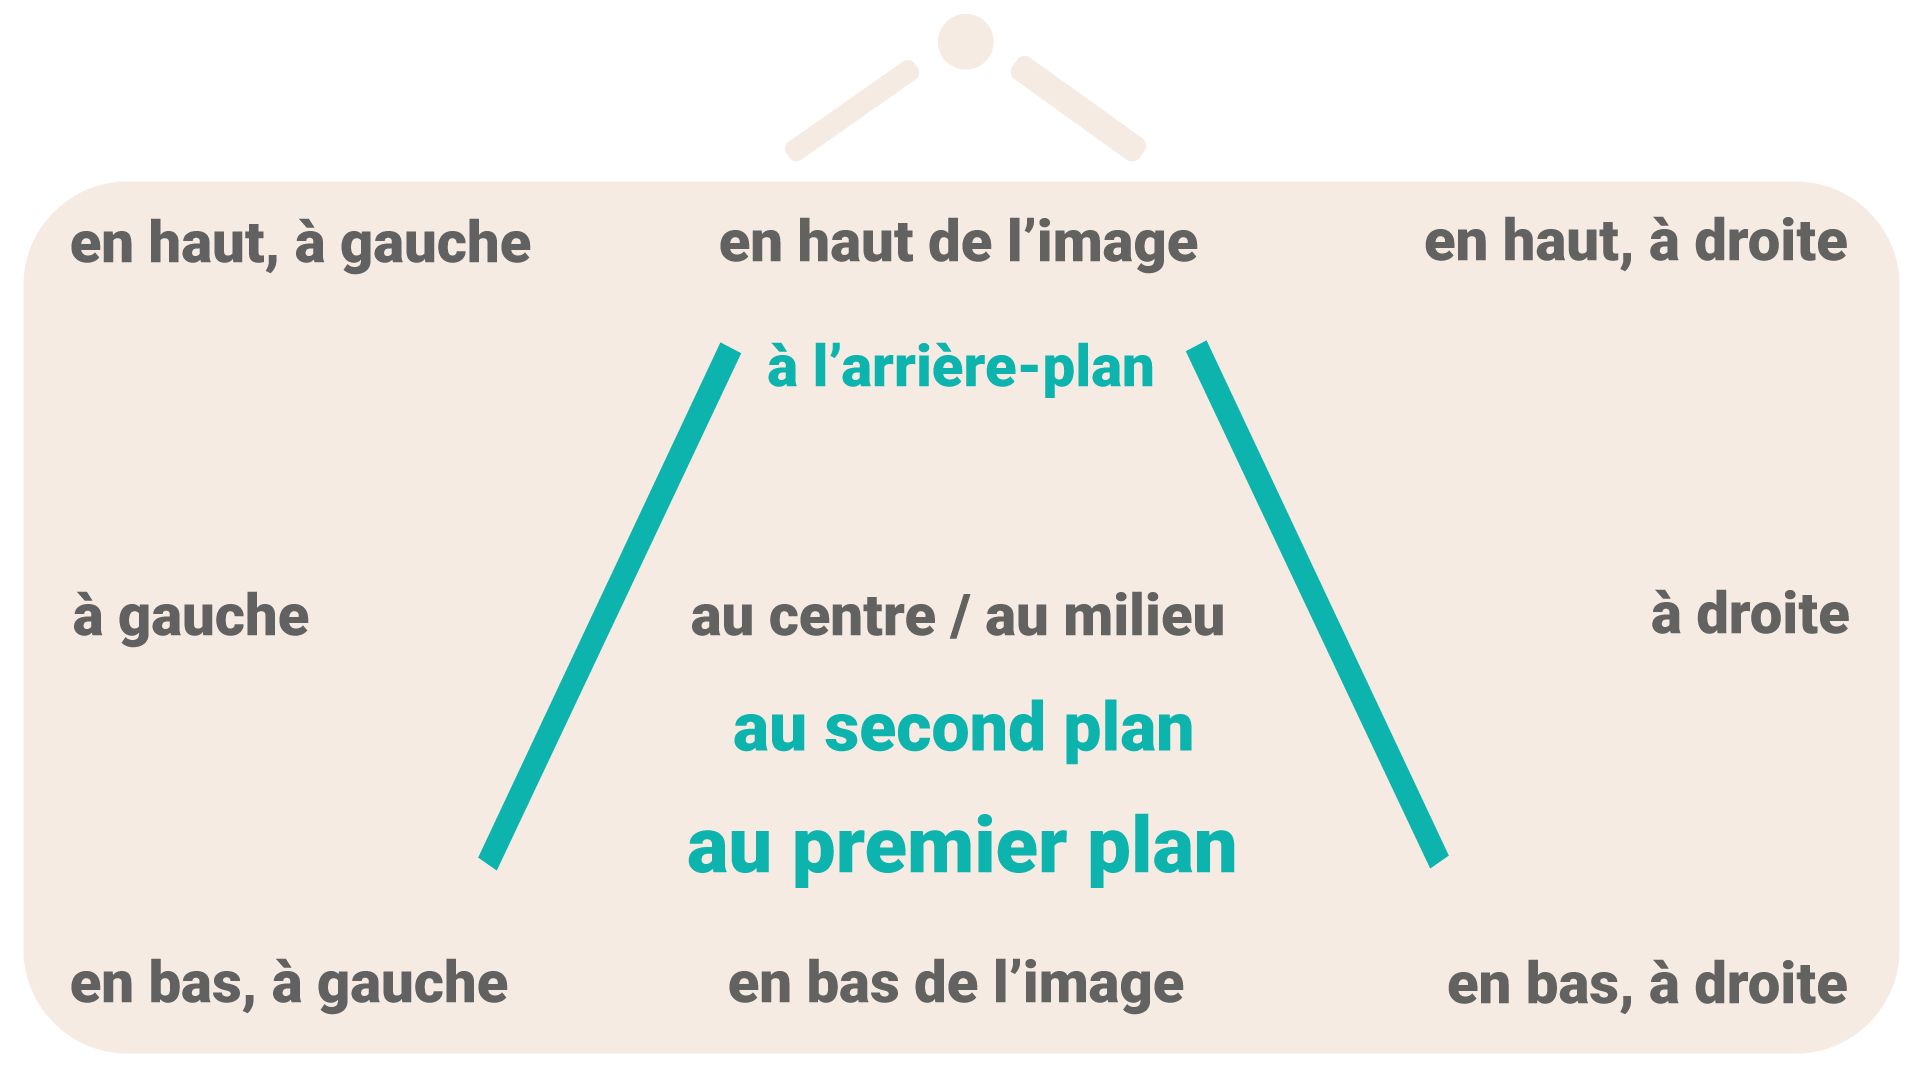 en haut, à gauche
en haut de l’image
en haut, à droite
à l’arrière-plan
à gauche
au centre / au milieu
à droite
au second plan
au premier plan
en bas, à gauche
en bas de l’image
en bas, à droite